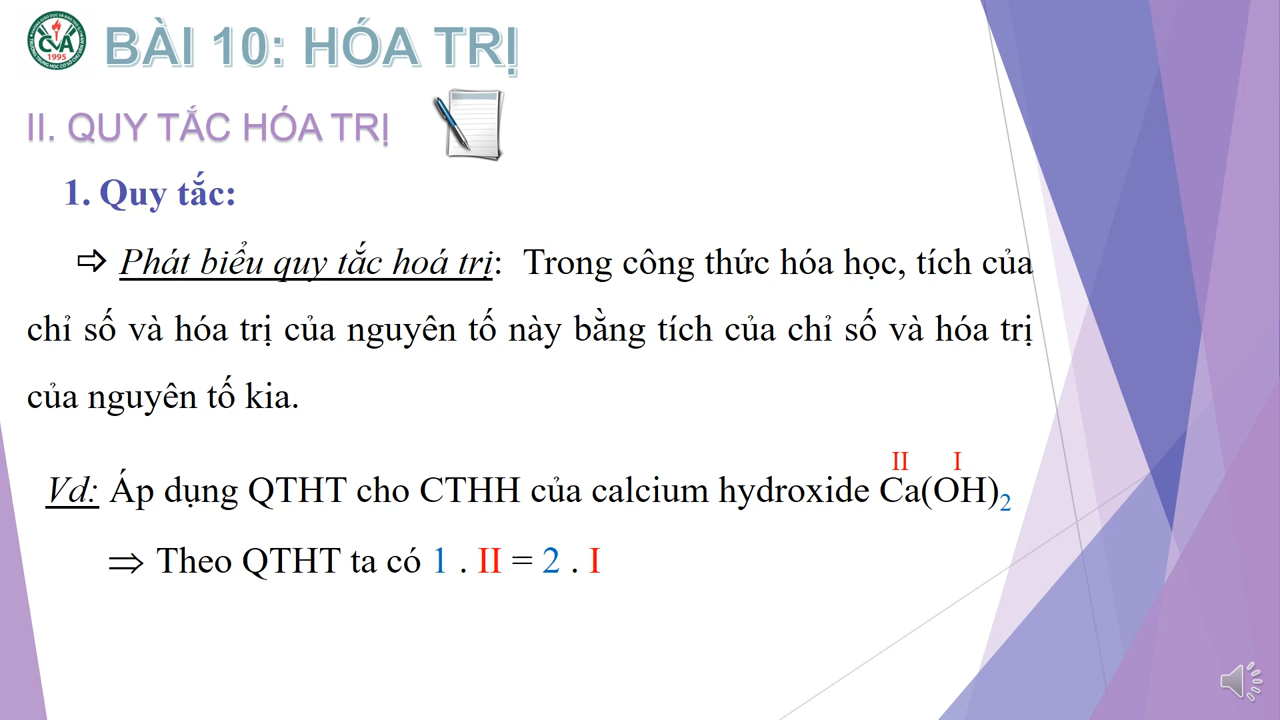 CVA
1995
BÀI 10: HÓA TRỊ
II. QUY TẮC HÓA TRỊ
1. Quy tắc:
⇨ Phát biểu quy tắc hoá trị: Trong công thức hóa học, tích của
chỉ số và hóa trị của nguyên tố này bằng tích của chỉ số và hóa trị
của nguyên tố kia.
II I
Vd: Áp dụng QTHT cho CTHH của calcium hydroxide Ca(OH)₂
⇒ Theo QTHT ta có 1 . II = 2 . I